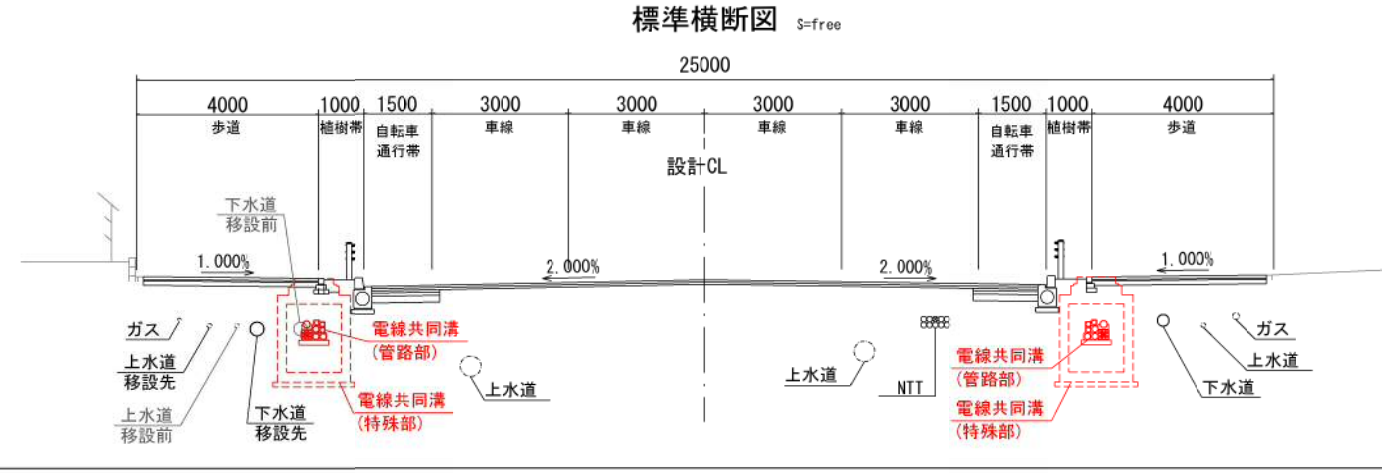 標準横断図 S=free
25000
4000 1000 1500 3000 3000 3000 3000 1500 1000 4000
歩道 植樹帯 自転車 車線 車線 車線 車線 自転車 植樹帯 歩道
通行帯 通行帯
設計CL
下水道
移設前
1.000% 2.000% 2.000% 1.000%
ガス
上水道
移設先
上水道
移設前
下水道
移設先
電線共同溝
(管路部)
電線共同溝
(特殊部)
上水道
上水道
NTT
電線共同溝
(管路部)
電線共同溝
(特殊部)
ガス
上水道
下水道